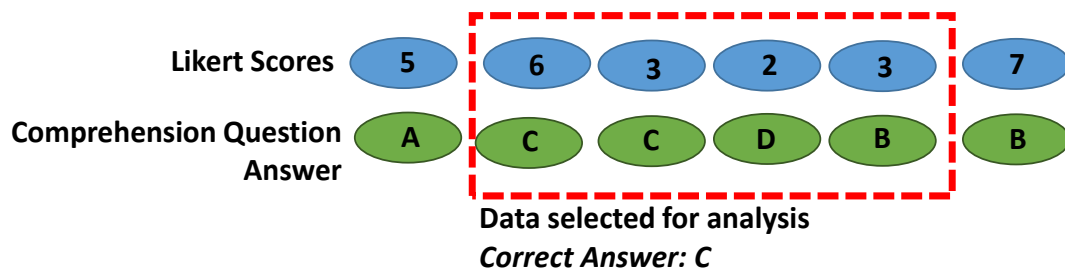 Likert Scores 5 6 3 2 3 7
Comprehension Question
Answer A C C D B B
Data selected for analysis
Correct Answer: C